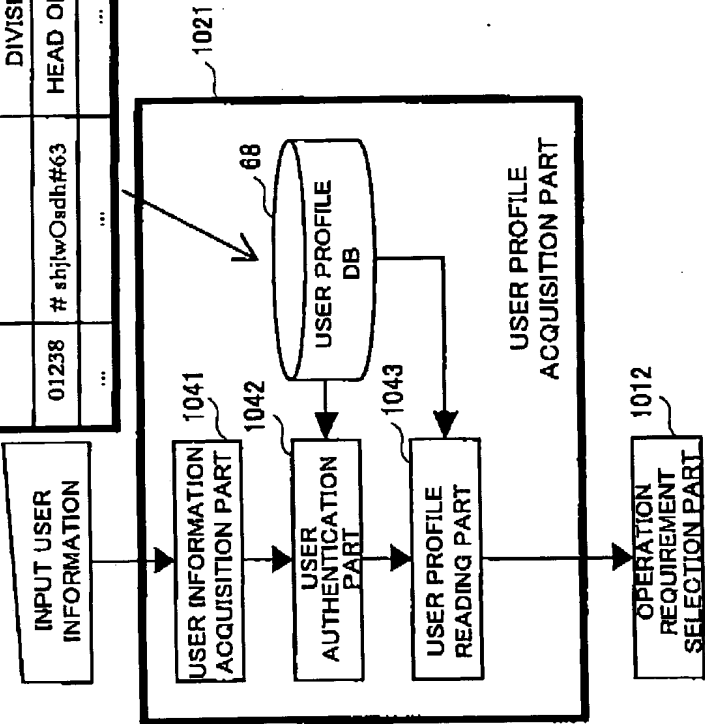 DIVISI
01238 # shjlwOsdh#63 HEAD O
... ... ...
INPUT USER
INFORMATION
1021
1041
USER INFORMATION
ACQUISITION PART
68
USER PROFILE
DB
1042
USER
AUTHENTICATION
PART
1043
USER PROFILE
READING PART
USER PROFILE
ACQUISITION PART
1012
OPERATION
REQUIREMENT
SELECTION PART